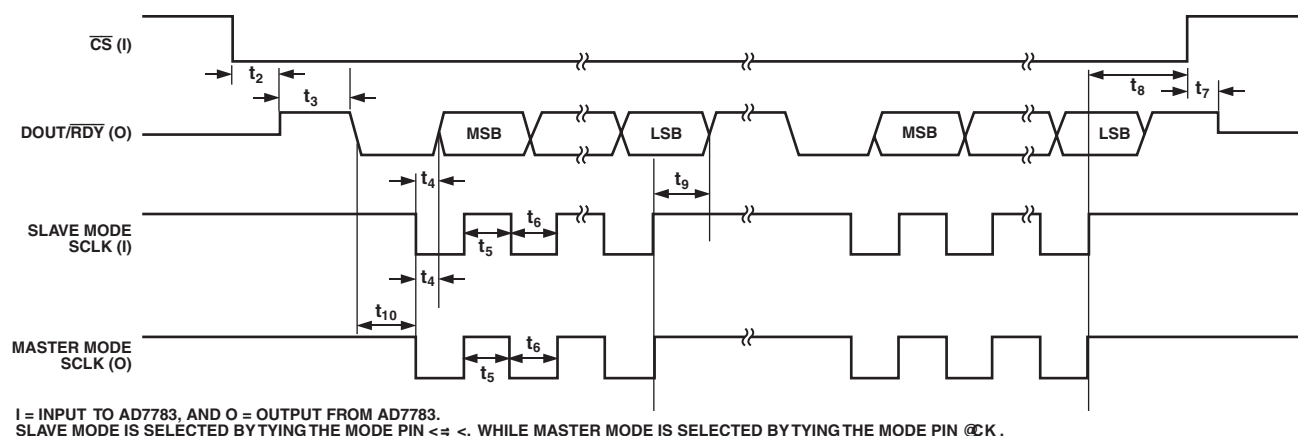 CS (I)
t2
t3
t8
t7
DOUT/RDY (O)
MSB
LSB
MSB
LSB
t4
t9
SLAVE MODE
SCLK (I)
t5
t6
t4
t10
MASTER MODE
SCLK (O)
t5
t6
I = INPUT TO AD7783, AND O = OUTPUT FROM AD7783.
SLAVE MODE IS SELECTED BY TYING THE MODE PIN WHILE MASTER MODE IS SELECTED BY TYING THE MODE PIN